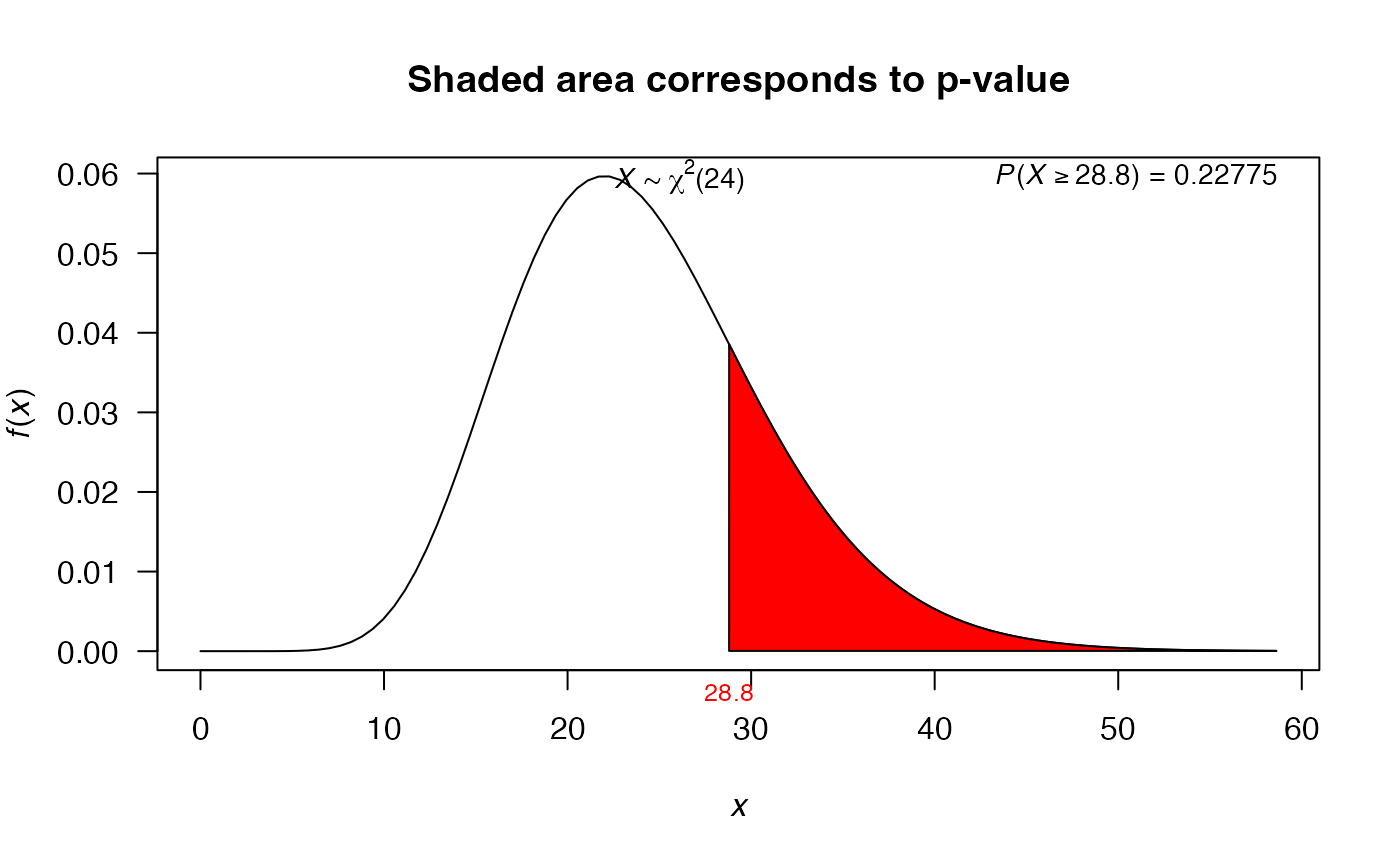 Shaded area corresponds to p-value
X ~ χ²(24)
P(X ≥ 28.8) = 0.22775
0.06
0.05
0.04
0.03
0.02
0.01
0.00
f(x)
28.8
0 10 20 30 40 50 60
x